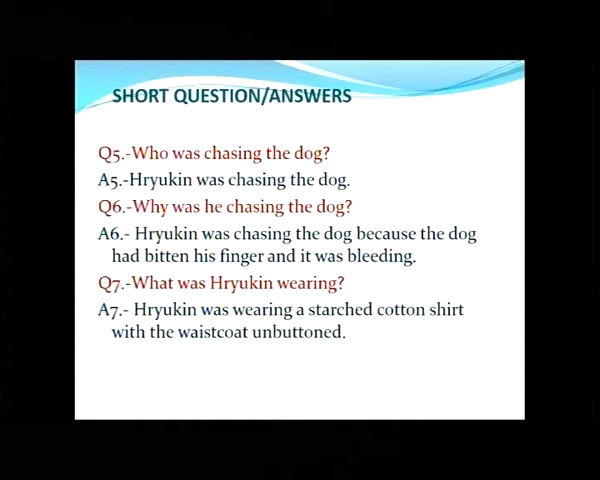 SHORT QUESTION/ANSWERS
Q5.-Who was chasing the dog?
A5.-Hryukin was chasing the dog.
Q6.-Why was he chasing the dog?
A6.- Hryukin was chasing the dog because the dog
had bitten his finger and it was bleeding.
Q7.-What was Hryukin wearing?
A7.- Hryukin was wearing a starched cotton shirt
with the waistcoat unbuttoned.